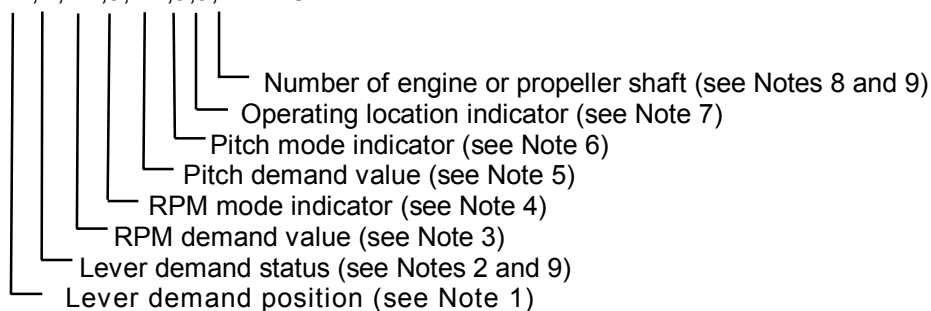 Number of engine or propeller shaft (see Notes 8 and 9)
Operating location indicator (see Note 7)
Pitch mode indicator (see Note 6)
Pitch demand value (see Note 5)
RPM mode indicator (see Note 4)
RPM demand value (see Note 3)
Lever demand status (see Notes 2 and 9)
Lever demand position (see Note 1)